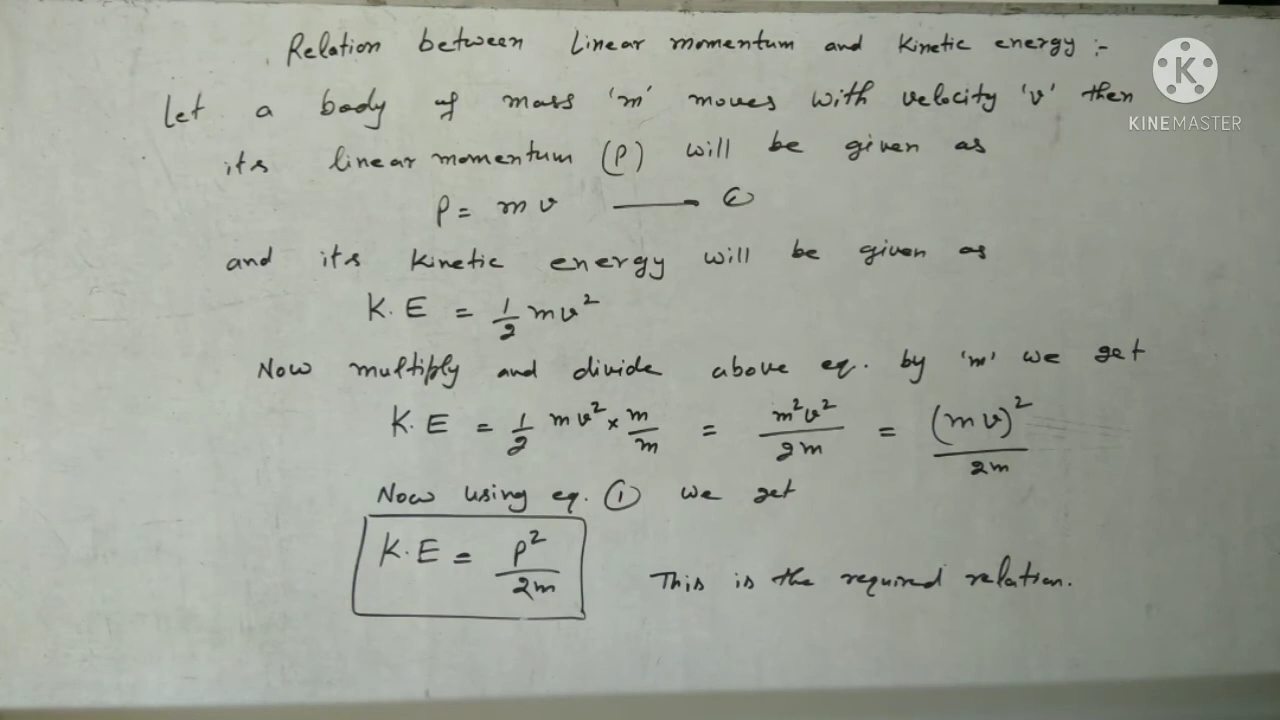 Relation between Linear momentum and Kinetic energy :-
Let a body of mass 'm' moves with velocity 'v' then
its linear momentum (P) will be given as
P = mv —— ①
and its Kinetic energy will be given as
K.E = 1/2 mv²
Now multiply and divide above eq. by 'm' we get
K.E = 1/2 mv² × m/m = m²v²/2m = (mv)²/2m
Now using eq. ① we get
K.E = P²/2m This is the required relation.
K
KINEMASTER